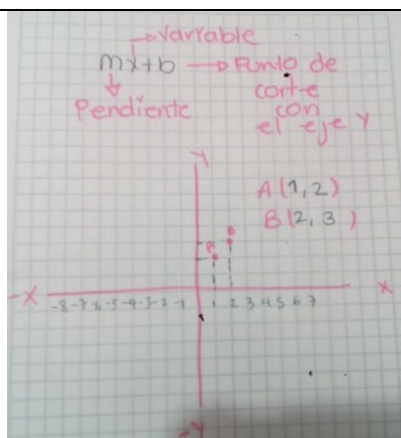 Varrable
mx+b Punto de
Pendiente corte
con
el eje Y
Y
A(1,2)
B(2,3)
B
A
-X -8-7-6-5-4-3-2-1 1 2 3 4 5 6 7 X
-Y